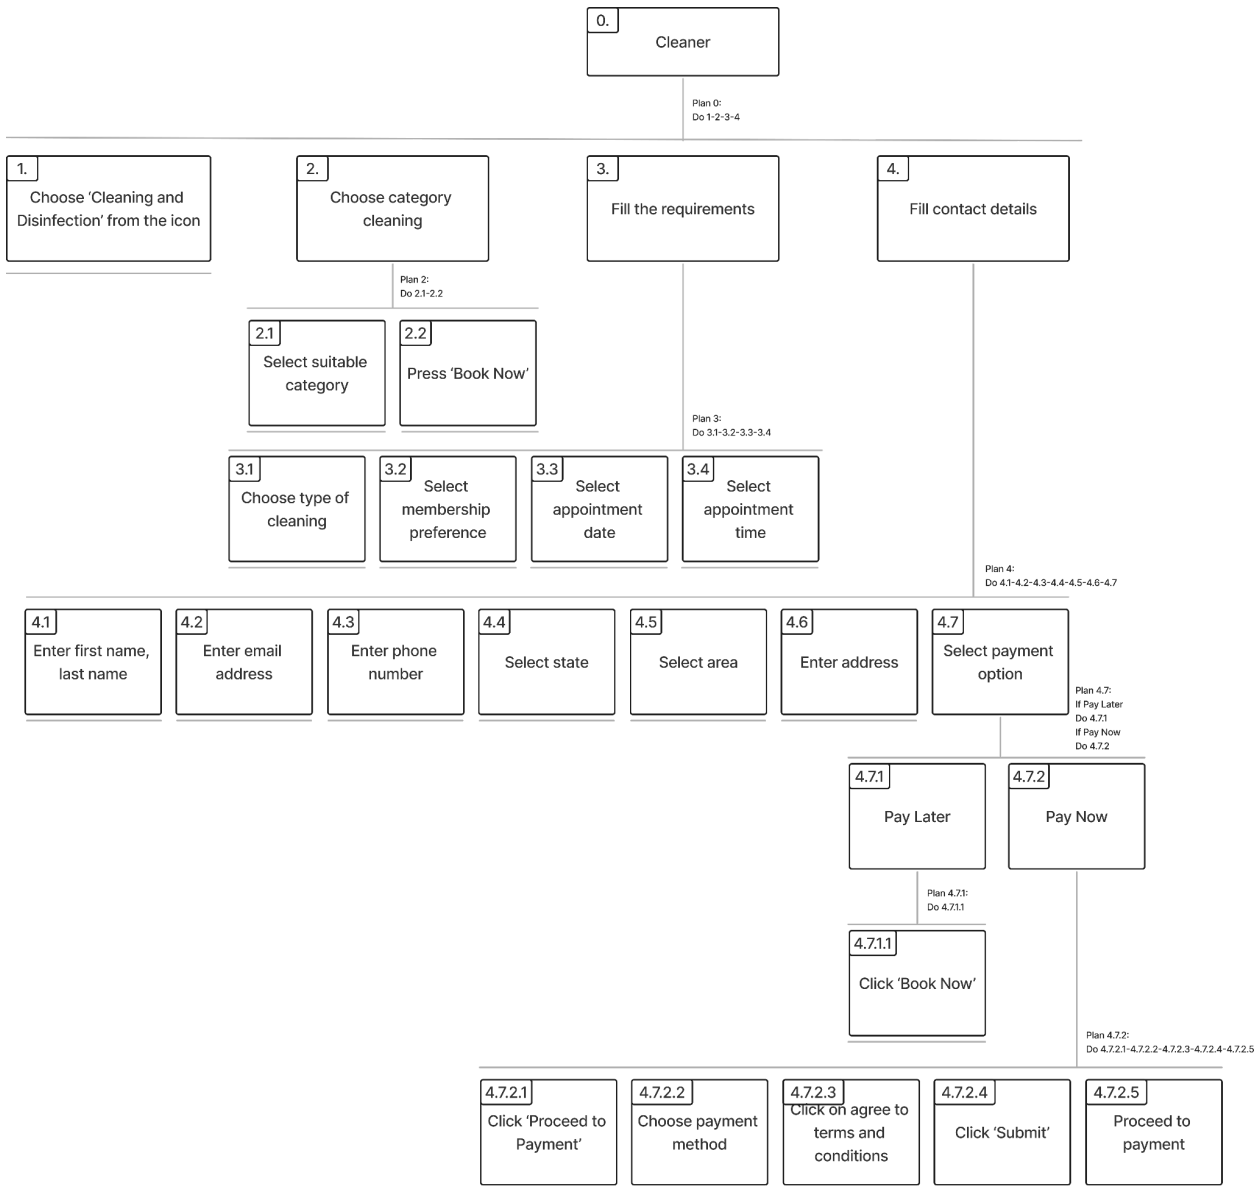 0.
Cleaner
Plan 0:
Do 1-2-3-4
1.
Choose ‘Cleaning and
Disinfection’ from the icon
2.
Choose category
cleaning
3.
Fill the requirements
4.
Fill contact details
Plan 2:
Do 2.1-2.2
2.1
Select suitable
category
2.2
Press ‘Book Now’
Plan 3:
Do 3.1-3.2-3.3-3.4
3.1
Choose type of
cleaning
3.2
Select
membership
preference
3.3
Select
appointment
date
3.4
Select
appointment
time
Plan 4:
Do 4.1-4.2-4.3-4.4-4.5-4.6-4.7
4.1
Enter first name,
last name
4.2
Enter email
address
4.3
Enter phone
number
4.4
Select state
4.5
Select area
4.6
Enter address
4.7
Select payment
option
Plan 4.7:
If Pay Later
Do 4.7.1
If Pay Now
Do 4.7.2
4.7.1
Pay Later
4.7.2
Pay Now
Plan 4.7.1:
Do 4.7.1.1
4.7.1.1
Click ‘Book Now’
Plan 4.7.2:
Do 4.7.2.1-4.7.2.2-4.7.2.3-4.7.2.4-4.7.2.5
4.7.2.1
Click ‘Proceed to
Payment’
4.7.2.2
Choose payment
method
4.7.2.3
Click on agree to
terms and
conditions
4.7.2.4
Click ‘Submit’
4.7.2.5
Proceed to
payment